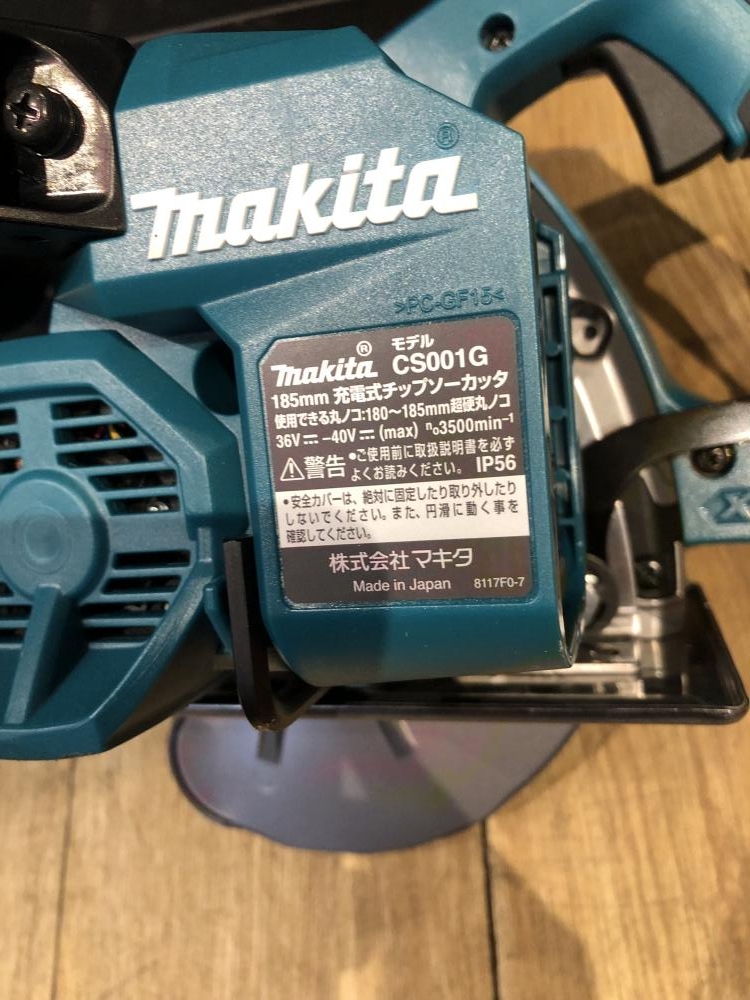 makita®
>PC-GF15<
makita® モデル CS001G
185mm 充電式チップソーカッタ
使用できる丸ノコ:180～185mm超硬丸ノコ
36V⎓ –40V⎓ (max) n₀3500min⁻¹
⚠警告 •ご使用前に取扱説明書を必ず
よくお読みください。 IP56
•安全カバーは、絶対に固定したり取り外したり
しないでください。また、円滑に動く事を
確認してください。
株式会社マキタ
Made in Japan 8117F0-7
X